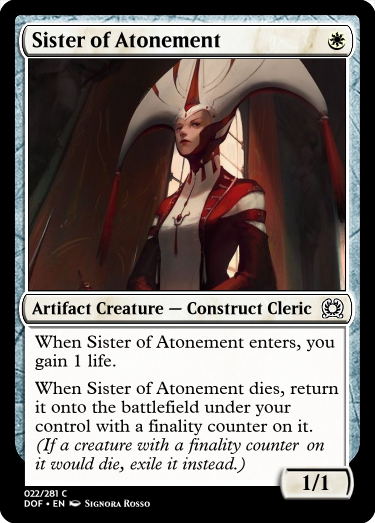 Sister of Atonement
Artifact Creature — Construct Cleric
When Sister of Atonement enters, you
gain 1 life.
When Sister of Atonement dies, return
it onto the battlefield under your
control with a finality counter on it.
(If a creature with a finality counter on
it would die, exile it instead.)
1/1
022/281 C
DOF • EN Signora Rosso